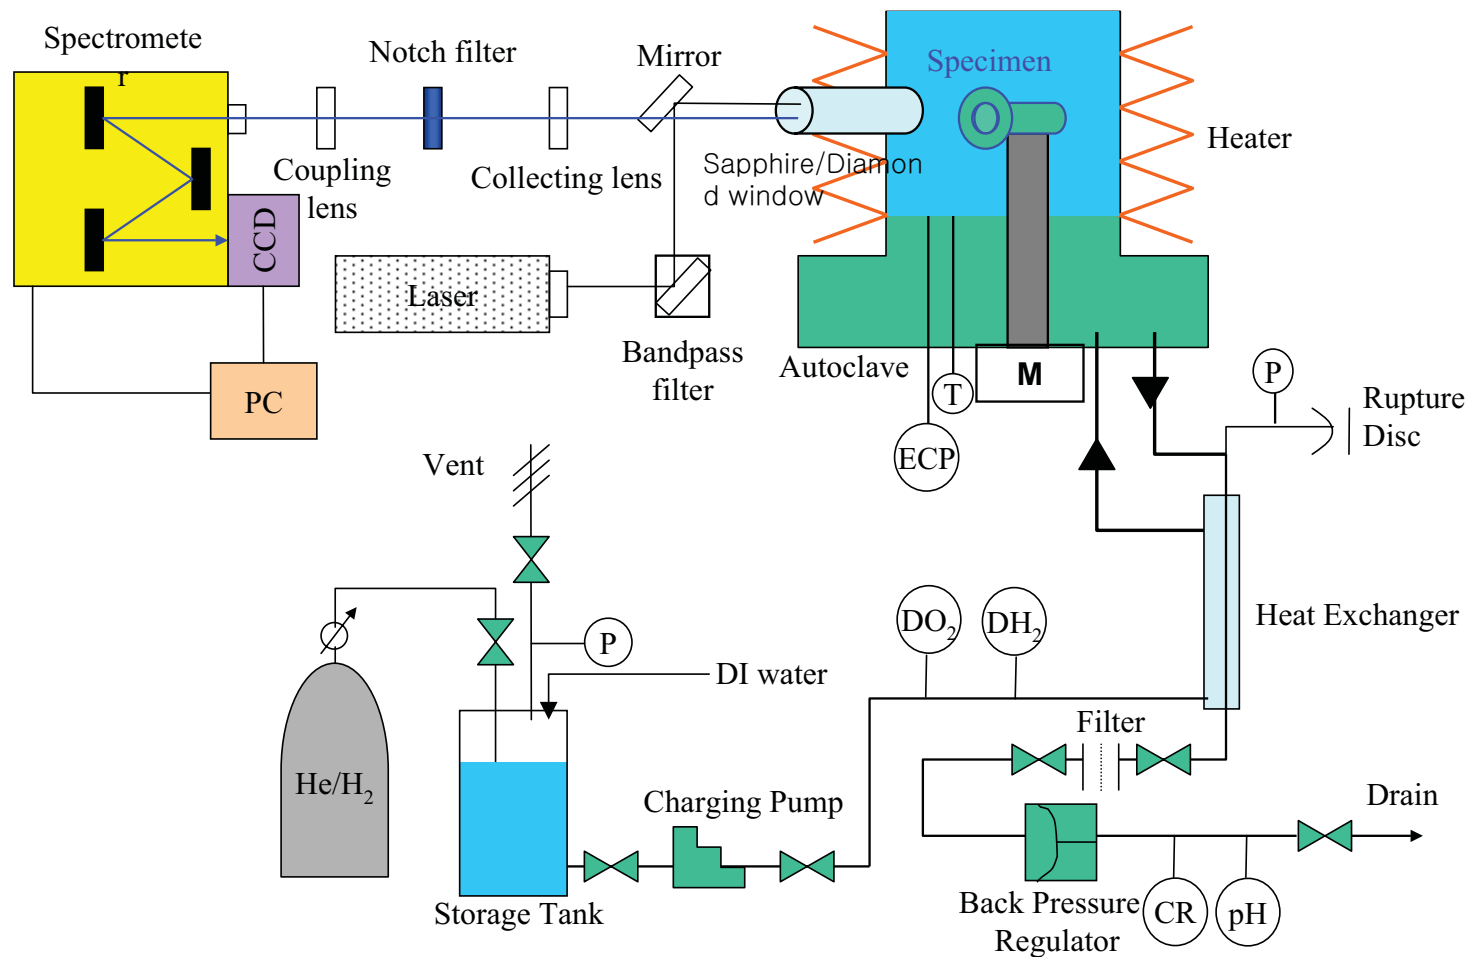 Spectromete
r
Notch filter
Mirror
Specimen
Heater
Coupling
lens
Collecting lens
Sapphire/Diamon
d window
CCD
Laser
Bandpass
filter
Autoclave
M
T
P
PC
ECP
Rupture
Disc
Vent
P
DO2
DH2
Heat Exchanger
DI water
Filter
He/H2
Charging Pump
Drain
Storage Tank
Back Pressure
Regulator
CR
pH